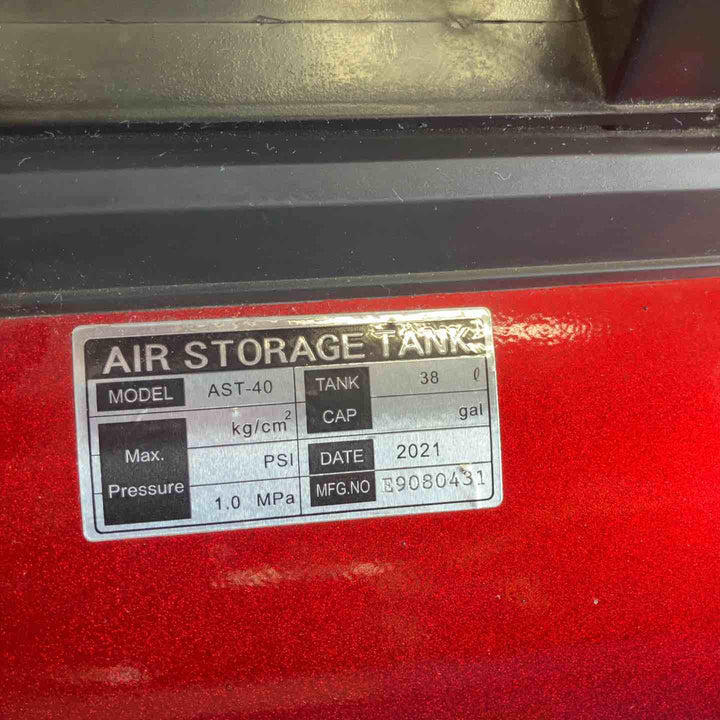 AIR STORAGE TANK
MODEL AST-40 TANK CAP 38 ℓ
gal
Max. Pressure kg/cm²
PSI
1.0 MPa
DATE 2021
MFG.NO E9080431